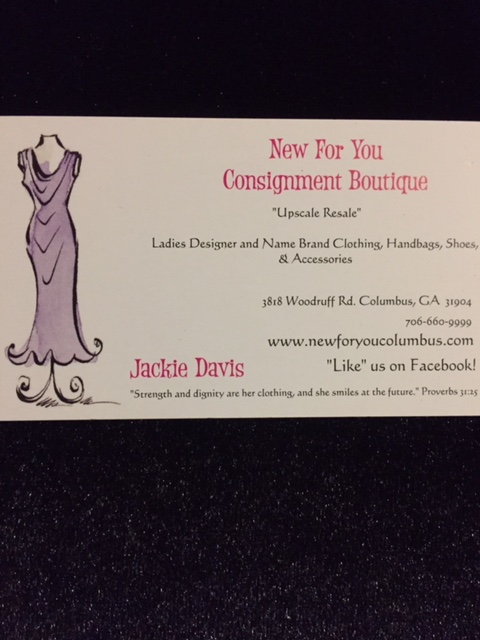 New For You
Consignment Boutique
"Upscale Resale"
Ladies Designer and Name Brand Clothing, Handbags, Shoes,
& Accessories
3818 Woodruff Rd. Columbus, GA 31904
706-660-9999
www.newforyoucolumbus.com
Jackie Davis
"Like" us on Facebook!
"Strength and dignity are her clothing, and she smiles at the future." Proverbs 31:25